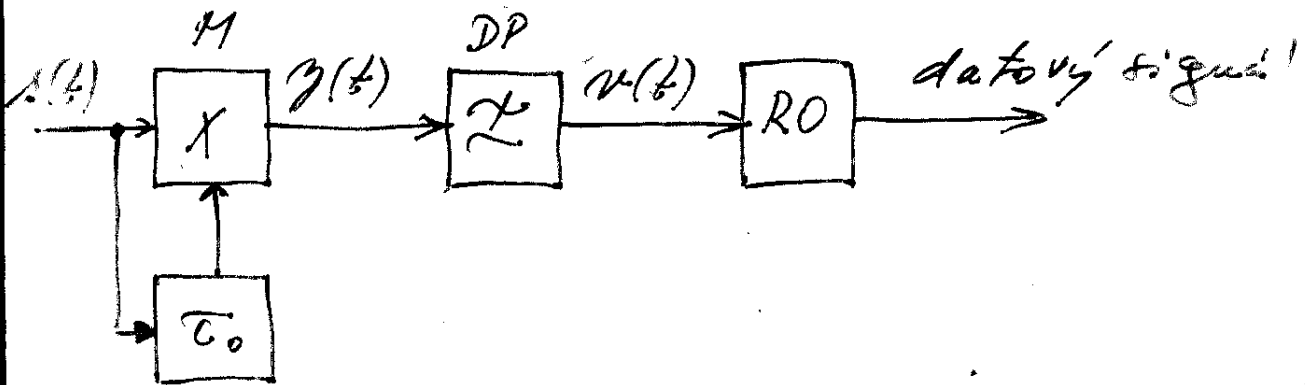 M DP
s(t) X z(t) v(t) RO datový signál
τ₀